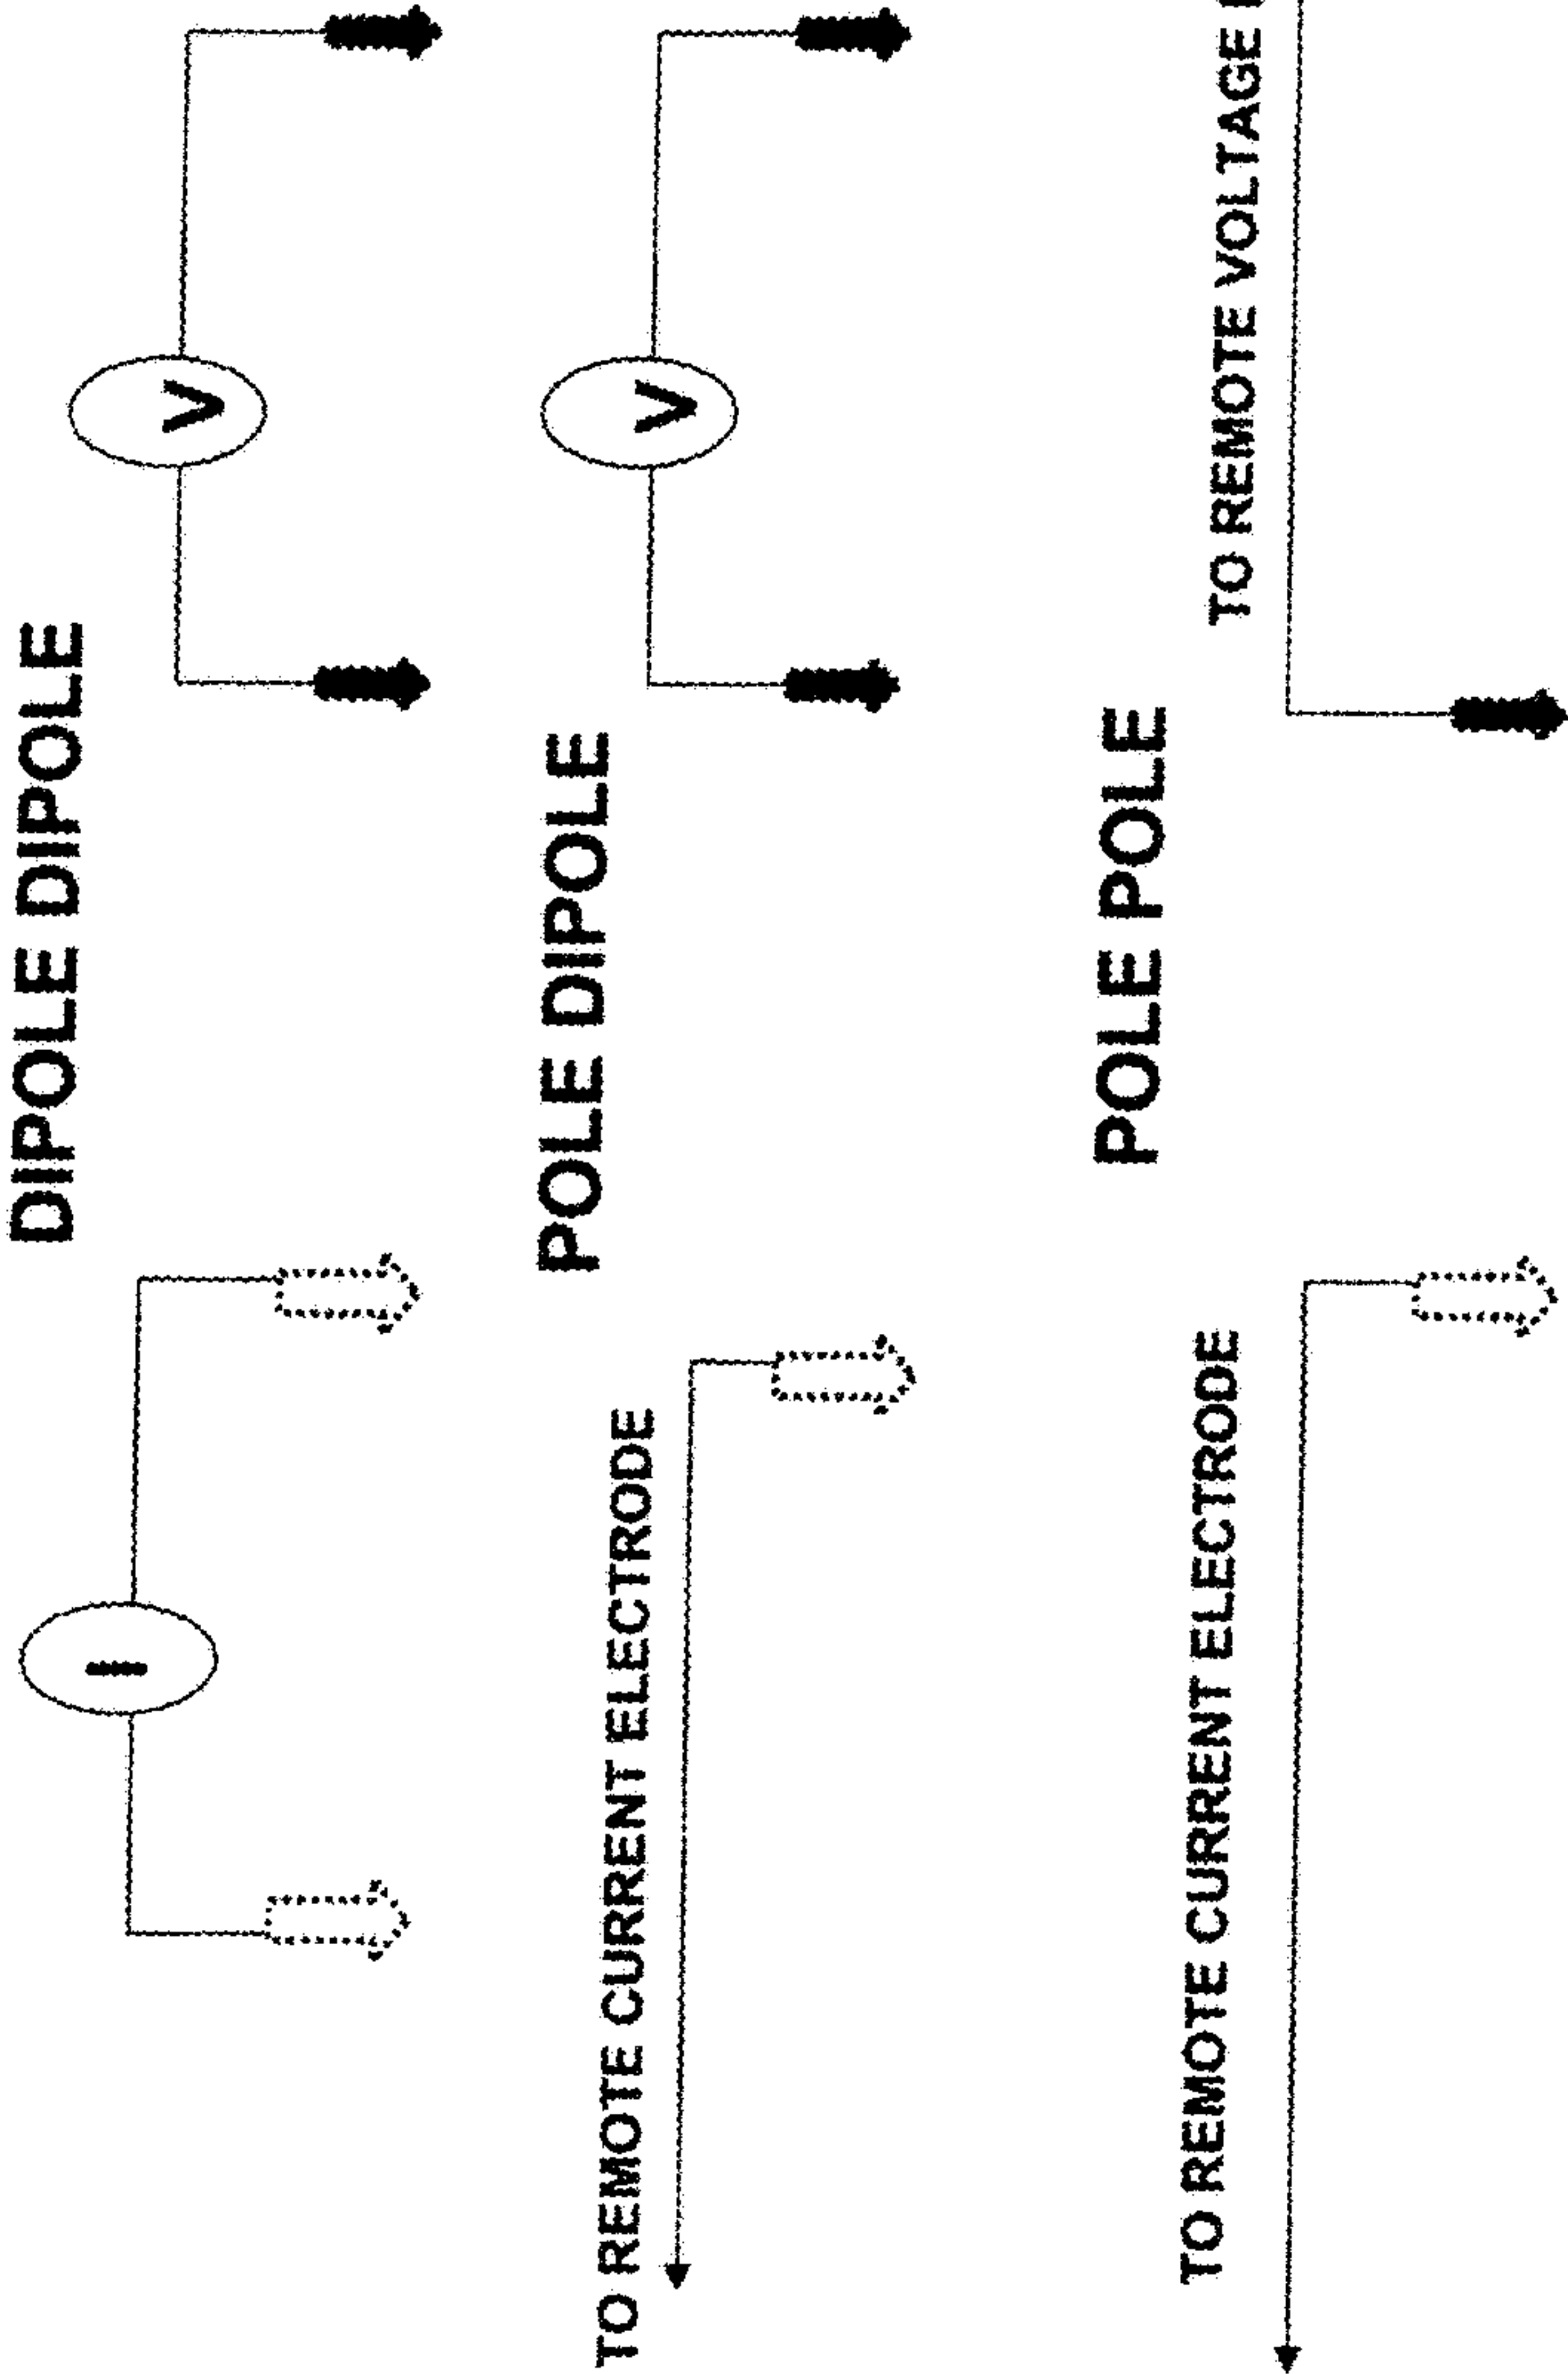 DIPOLE DIPOLE
I
V
POLE DIPOLE
TO REMOTE CURRENT ELECTRODE
V
POLE POLE
TO REMOTE CURRENT ELECTRODE
TO REMOTE VOLTAGE